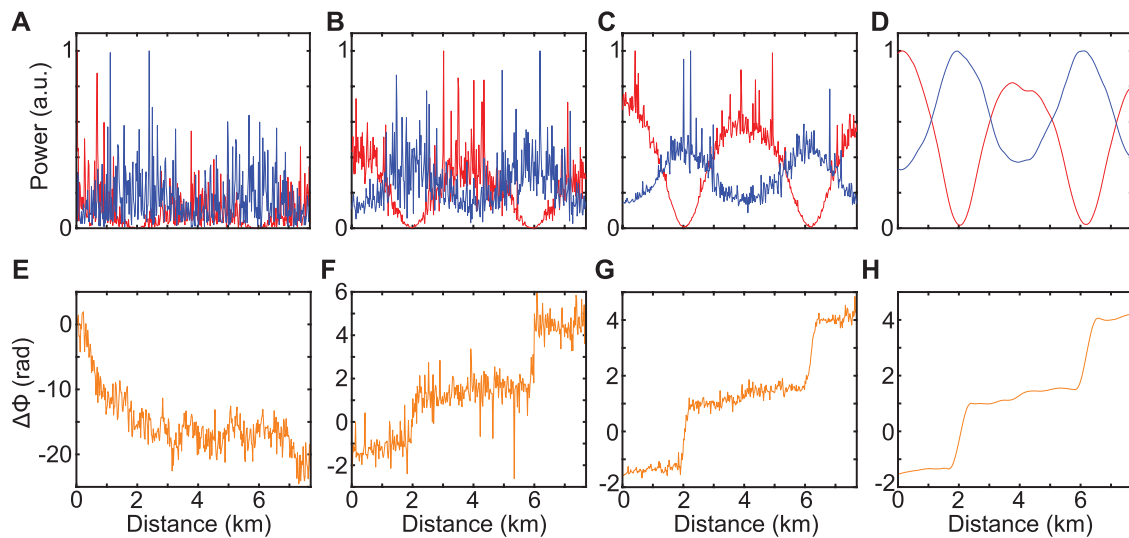 A B C D
Power (a.u.)
1 1 1 1
0 0 0 0
E F G H
ΔΦ (rad)
0 6 4 4
-10 4 2 2
-20 2 0 0
0 -2 -2
-2
0 2 4 6 0 2 4 6 0 2 4 6 0 2 4 6
Distance (km) Distance (km) Distance (km) Distance (km)